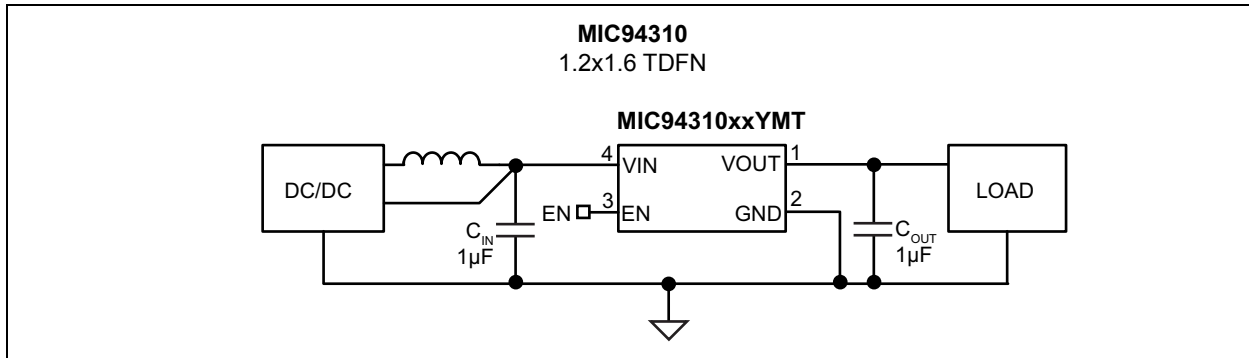 MIC94310
1.2x1.6 TDFN
MIC94310xxYMT
DC/DC
4
VIN
VOUT
1
LOAD
EN
3
EN
GND
2
CIN
1µF
COUT
1µF